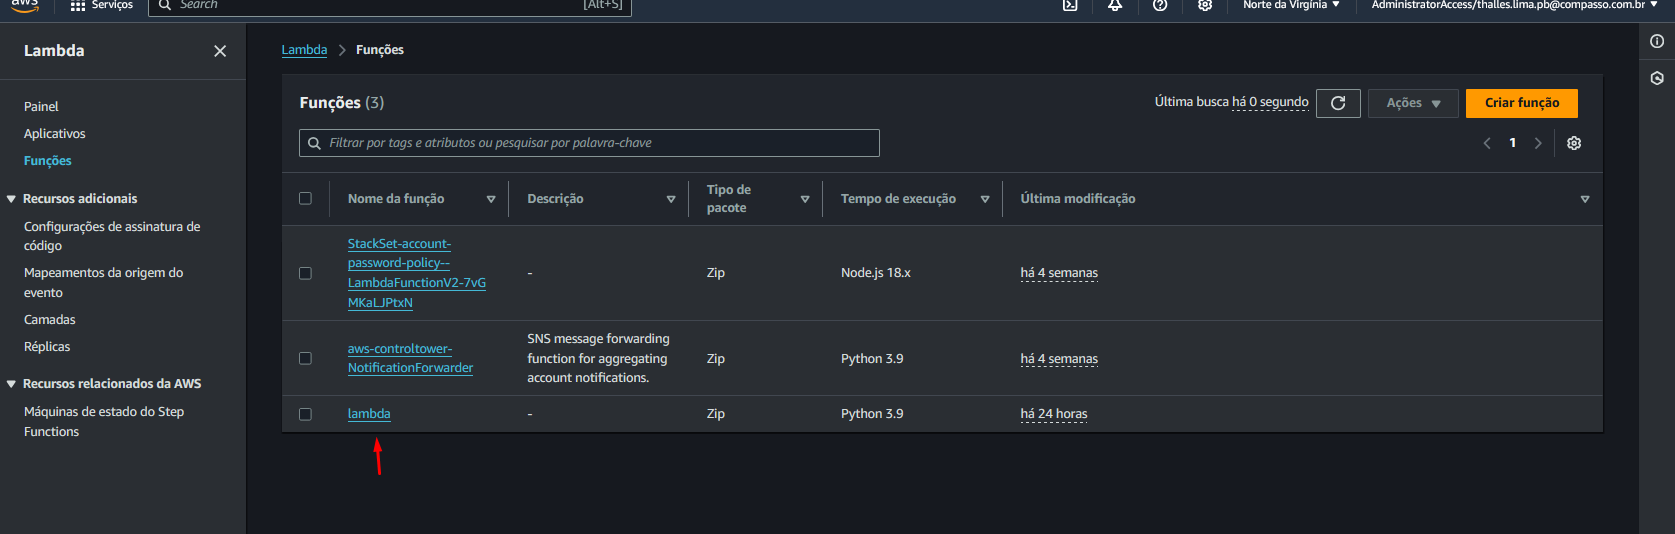 aws
Serviços
Search
[Alt+S]
Norte da Virgínia
AdministratorAccess/thalles.lima.pb@compasso.com.br
Lambda
Painel
Aplicativos
Funções
Recursos adicionais
Configurações de assinatura de
código
Mapeamentos da origem do
evento
Camadas
Réplicas
Recursos relacionados da AWS
Máquinas de estado do Step
Functions
Lambda > Funções
Funções (3)
Última busca há 0 segundo
Ações
Criar função
Filtrar por tags e atributos ou pesquisar por palavra-chave
1
Nome da função
Descrição
Tipo de
pacote
Tempo de execução
Última modificação
StackSet-account-
password-policy--
LambdaFunctionV2-7vG
MKaLJPtxN
-
Zip
Node.js 18.x
há 4 semanas
aws-controltower-
NotificationForwarder
SNS message forwarding
function for aggregating
account notifications.
Zip
Python 3.9
há 4 semanas
lambda
-
Zip
Python 3.9
há 24 horas